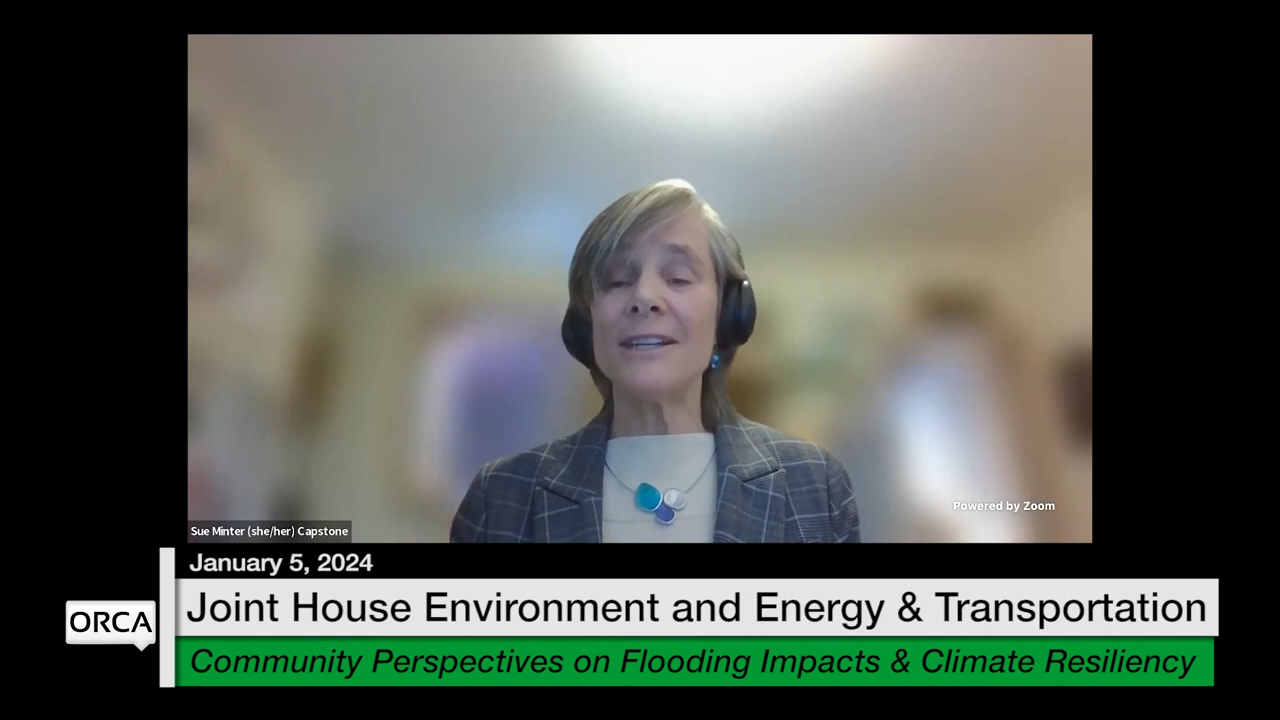 Powered by Zoom
Sue Minter (she/her) Capstone
January 5, 2024
Joint House Environment and Energy & Transportation
ORCA
Community Perspectives on Flooding Impacts & Climate Resiliency